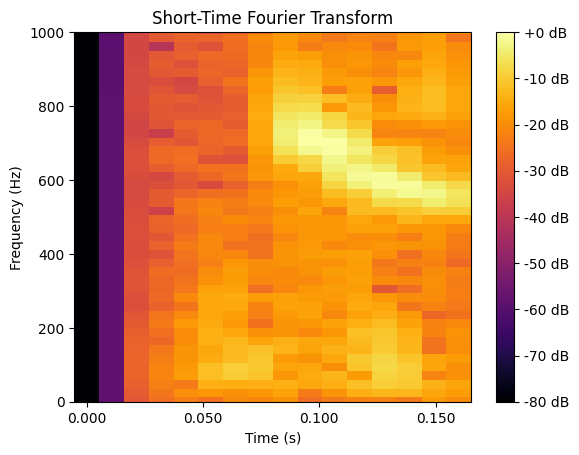 Short-Time Fourier Transform
1000
800
600
400
200
0
Frequency (Hz)
0.000
0.050
0.100
0.150
Time (s)
+0 dB
-10 dB
-20 dB
-30 dB
-40 dB
-50 dB
-60 dB
-70 dB
-80 dB